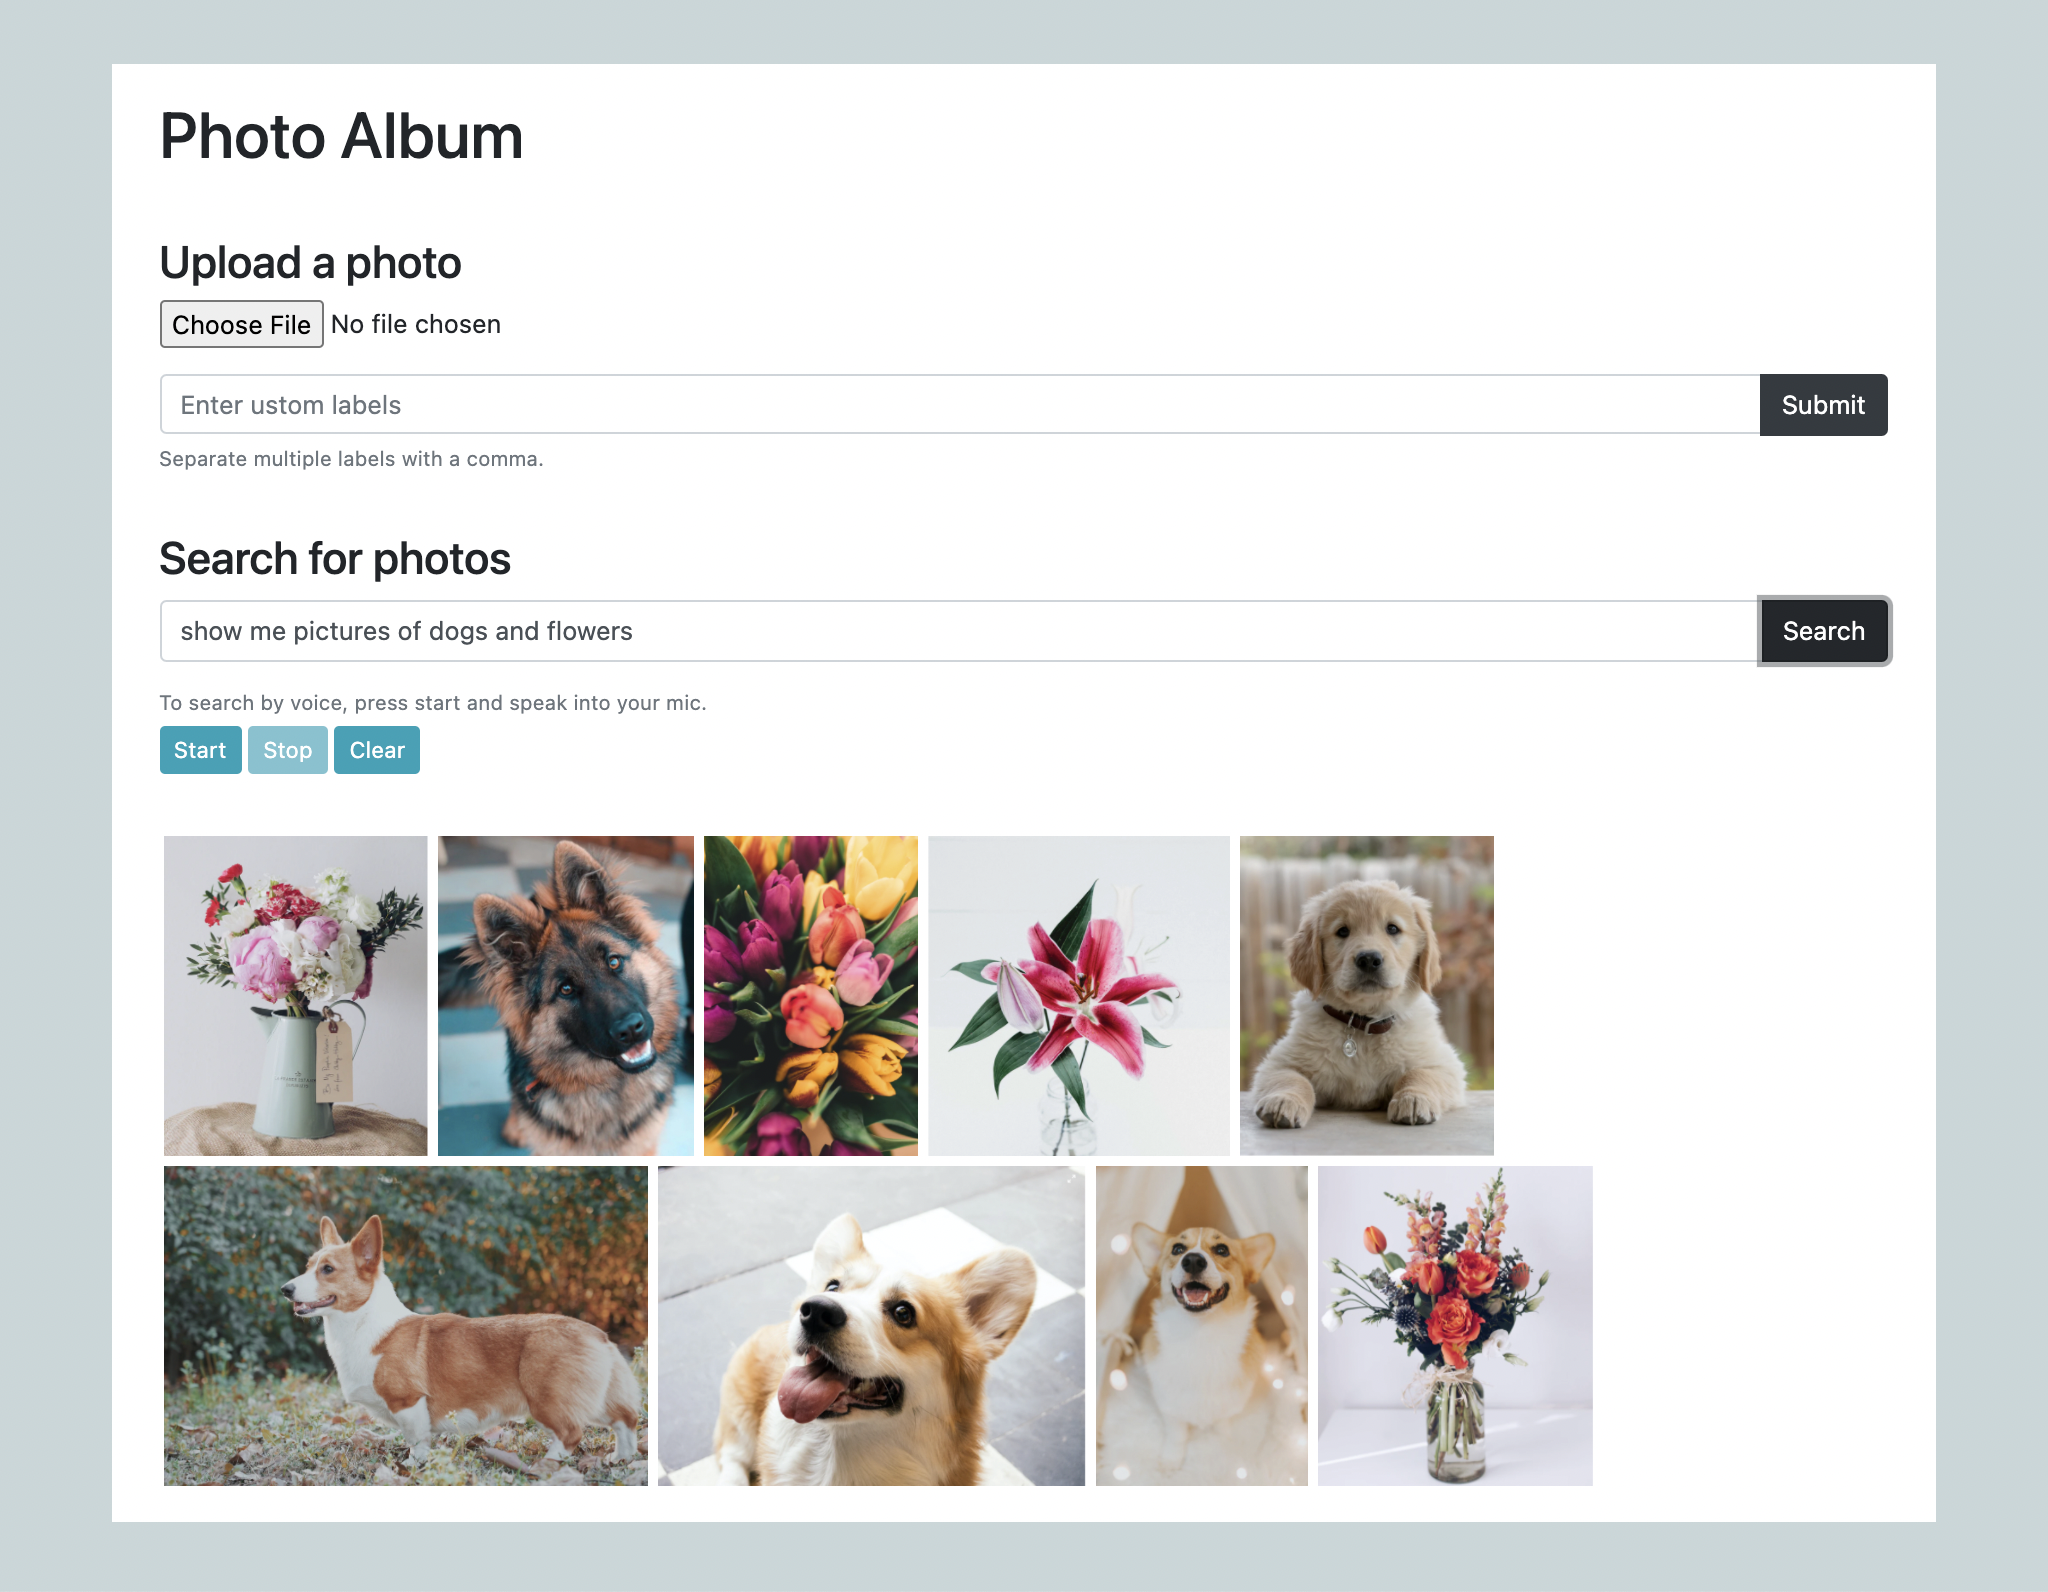 Photo Album
Upload a photo
Choose File No file chosen
Enter ustom labels
Submit
Separate multiple labels with a comma.
Search for photos
show me pictures of dogs and flowers
Search
To search by voice, press start and speak into your mic.
Start Stop Clear